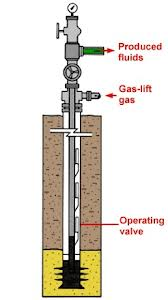 Produced
fluids
Gas-lift
gas
Operating
valve